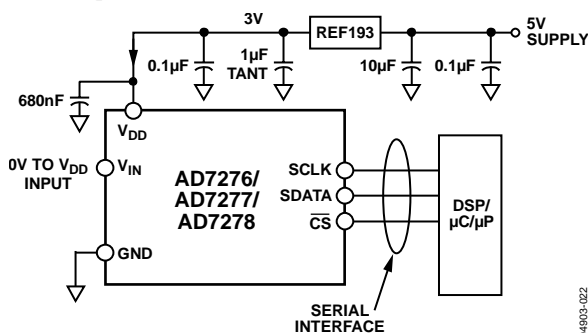 3V
REF193
5V
SUPPLY
0.1µF
1µF
TANT
10µF
0.1µF
680nF
VDD
0V TO VDD
INPUT
VIN
AD7276/
AD7277/
AD7278
SCLK
SDATA
CS
DSP/
µC/µP
GND
SERIAL
INTERFACE
4903-022